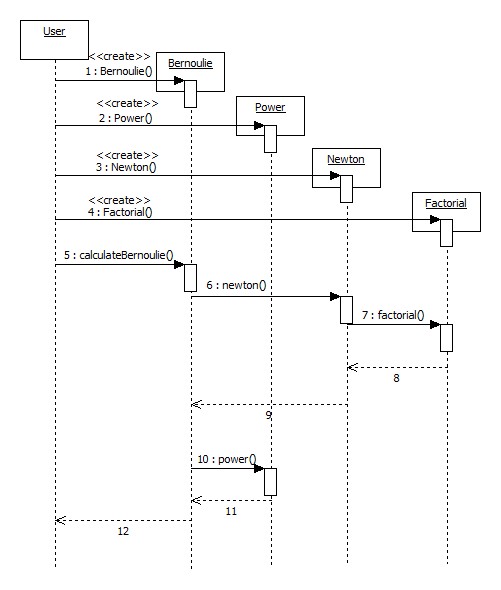 User
<<create>>
1 : Bernoulie()
Bernoulie
<<create>>
2 : Power()
Power
<<create>>
3 : Newton()
Newton
<<create>>
4 : Factorial()
Factorial
5 : calculateBernoulie()
6 : newton()
7 : factorial()
8
9
10 : power()
11
12